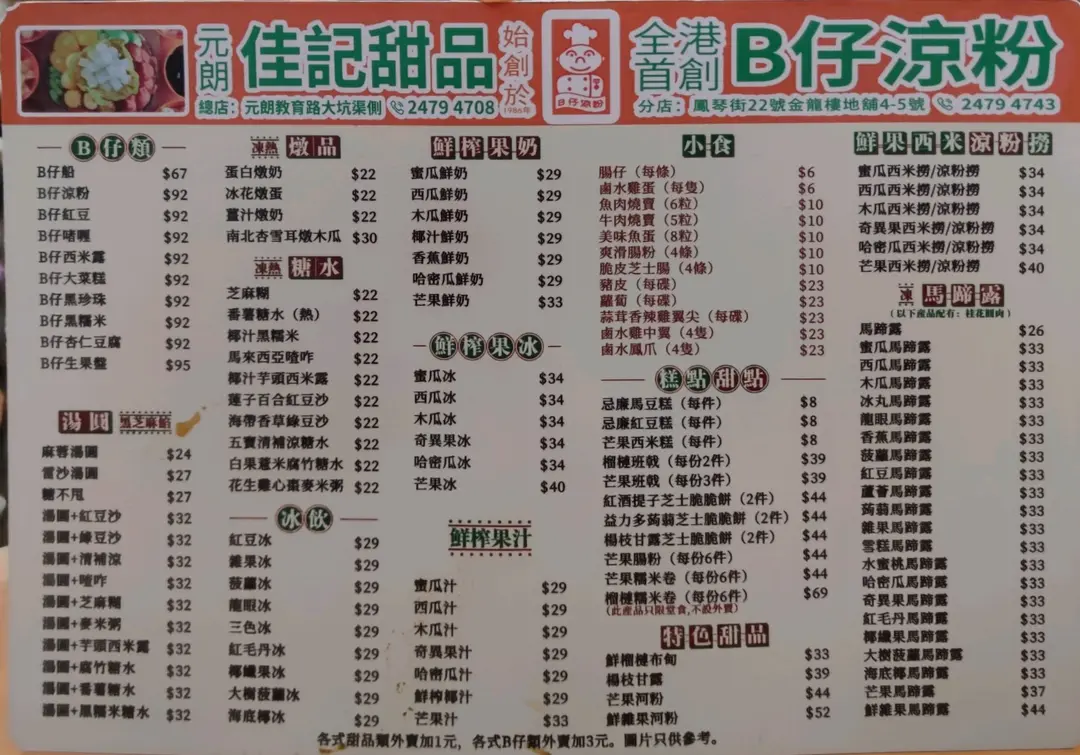 元朗 佳記甜品 始創於1986年
總店：元朗教育路大坑渠側 2479 4708
B仔涼粉
全港首創 B仔涼粉
分店：鳳琴街22號金龍樓地舖4-5號 2479 4743
B仔類
B仔船 $67
B仔涼粉 $92
B仔紅豆 $92
B仔啫喱 $92
B仔西米露 $92
B仔大菜糕 $92
B仔黑珍珠 $92
B仔黑糯米 $92
B仔杏仁豆腐 $92
B仔生果盤 $95
湯圓 黑芝麻餡
麻蓉湯圓 $24
雷沙湯圓 $27
糖不甩 $27
湯圓+紅豆沙 $32
湯圓+綠豆沙 $32
湯圓+清補涼 $32
湯圓+喳咋 $32
湯圓+芝麻糊 $32
湯圓+麥米粥 $32
湯圓+芋頭西米露 $32
湯圓+腐竹糖水 $32
湯圓+番薯糖水 $32
湯圓+黑糯米糖水 $32
凍熱 燉品
蛋白燉奶 $22
冰花燉蛋 $22
薑汁燉奶 $22
南北杏雪耳燉木瓜 $30
凍熱 糖水
芝麻糊 $22
番薯糖水（熱） $22
椰汁黑糯米 $22
馬來西亞喳咋 $22
椰汁芋頭西米露 $22
蓮子百合紅豆沙 $22
海帶香草綠豆沙 $22
五寶清補涼糖水 $22
白果薏米腐竹糖水 $22
花生雞心棗麥米粥 $22
冰飲
紅豆冰 $29
雜果冰 $29
菠蘿冰 $29
龍眼冰 $29
三色冰 $29
紅毛丹冰 $29
椰纖果冰 $29
大樹菠蘿冰 $29
海底椰冰 $29
鮮榨果奶
蜜瓜鮮奶 $29
西瓜鮮奶 $29
木瓜鮮奶 $29
椰汁鮮奶 $29
香蕉鮮奶 $29
哈密瓜鮮奶 $29
芒果鮮奶 $33
鮮榨果冰
蜜瓜冰 $34
西瓜冰 $34
木瓜冰 $34
奇異果冰 $34
哈密瓜冰 $34
芒果冰 $40
鮮榨果汁
蜜瓜汁 $29
西瓜汁 $29
木瓜汁 $29
奇異果汁 $29
哈密瓜汁 $29
鮮榨椰汁 $29
芒果汁 $33
小食
腸仔（每條） $6
鹵水雞蛋（每隻） $6
魚肉燒賣（6粒） $10
牛肉燒賣（5粒） $10
美味魚蛋（8粒） $10
爽滑腸粉（4條） $10
脆皮芝士腸（4條） $10
豬皮（每碟） $23
蘿蔔（每碟） $23
蒜茸香辣雞翼尖（每碟） $23
鹵水雞中翼（4隻） $23
鹵水鳳爪（4隻） $23
糕點甜點
忌廉馬豆糕（每件） $8
忌廉紅豆糕（每件） $8
芒果西米糕（每件） $8
榴槤班戟（每份2件） $39
芒果班戟（每份3件） $39
紅酒提子芝士脆脆餅（2件） $44
益力多蒟蒻芝士脆脆餅（2件） $44
楊枝甘露芝士脆脆餅（2件） $44
芒果腸粉（每份6件） $44
芒果糯米卷（每份6件） $44
榴槤糯米卷（每份6件） $69
（此產品只限堂食,不設外賣）
特色甜品
鮮榴槤布甸 $33
楊枝甘露 $39
芒果河粉 $44
鮮雜果河粉 $52
鮮果西米涼粉撈
蜜瓜西米撈/涼粉撈 $34
西瓜西米撈/涼粉撈 $34
木瓜西米撈/涼粉撈 $34
奇異果西米撈/涼粉撈 $34
哈密瓜西米撈/涼粉撈 $34
芒果西米撈/涼粉撈 $40
凍 馬蹄露
（以下產品配有：桂花圓肉）
馬蹄露 $26
蜜瓜馬蹄露 $33
西瓜馬蹄露 $33
木瓜馬蹄露 $33
冰丸馬蹄露 $33
龍眼馬蹄露 $33
香蕉馬蹄露 $33
菠蘿馬蹄露 $33
紅豆馬蹄露 $33
蘆薈馬蹄露 $33
蒟蒻馬蹄露 $33
雜果馬蹄露 $33
雪糕馬蹄露 $33
水蜜桃馬蹄露 $33
哈密瓜馬蹄露 $33
奇異果馬蹄露 $33
紅毛丹馬蹄露 $33
椰纖果馬蹄露 $33
大樹菠蘿馬蹄露 $33
海底椰馬蹄露 $33
芒果馬蹄露 $37
鮮雜果馬蹄露 $44
各式甜品類外賣加1元，各式B仔類外賣加3元。圖片只供參考。